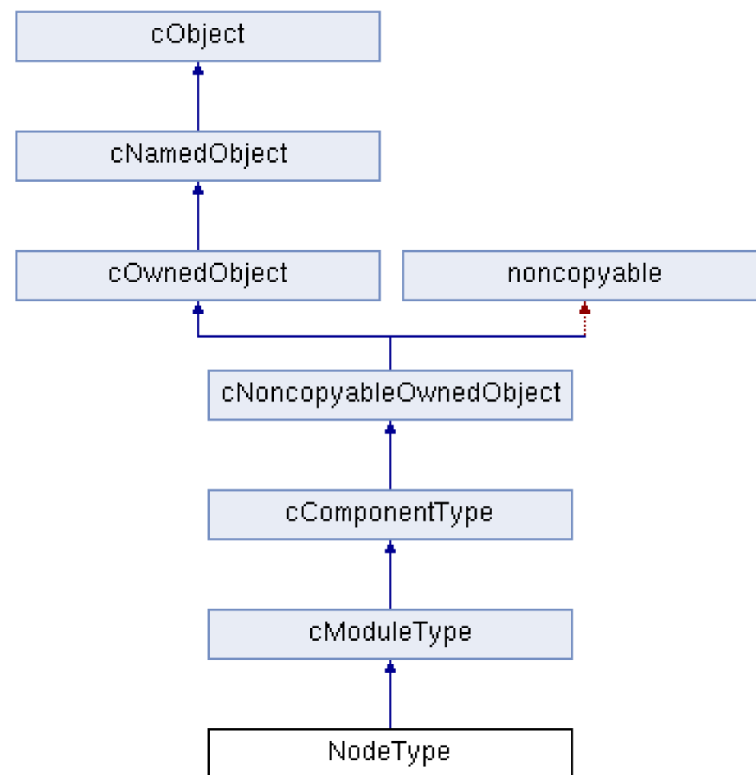 cObject
cNamedObject
cOwnedObject
noncopyable
cNoncopyableOwnedObject
cComponentType
cModuleType
NodeType